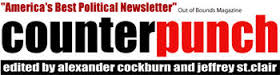 "America's Best Political Newsletter" Out of Bounds Magazine
counterpunch
edited by alexander cockburn and jeffrey st.clair